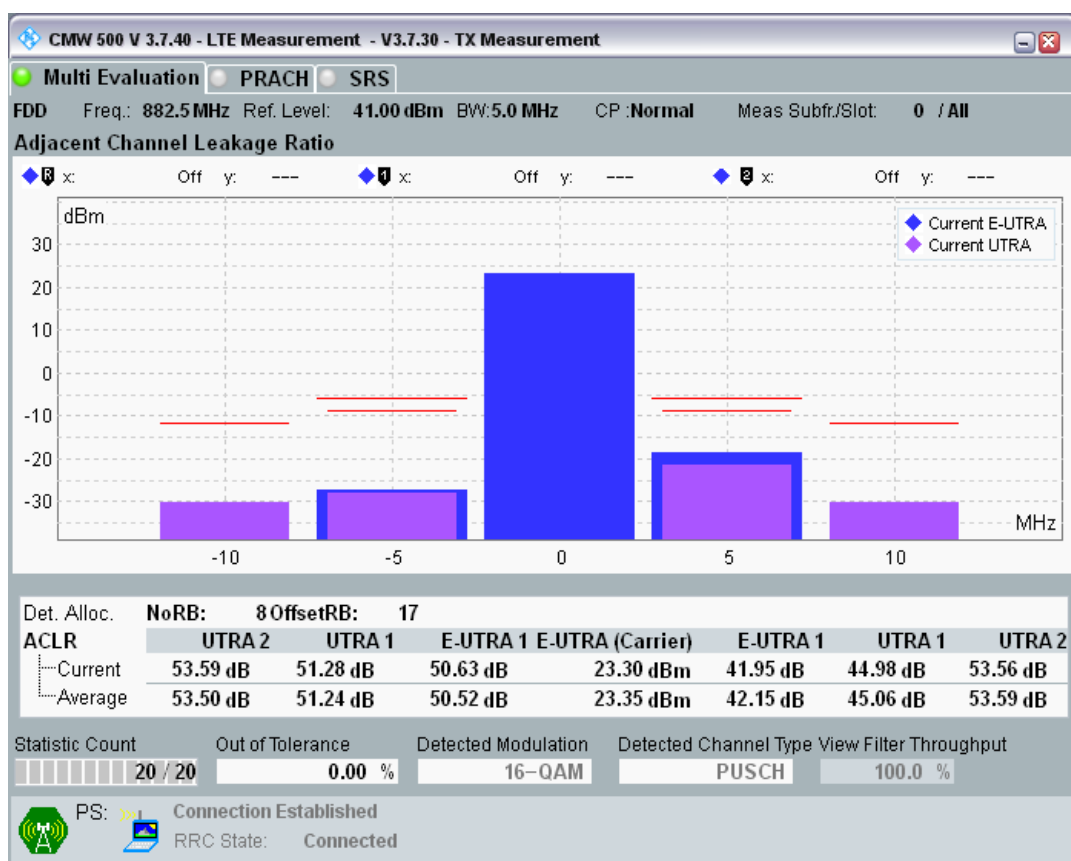 CMW 500 V 3.7.40 - LTE Measurement - V3.7.30 - TX Measurement
Multi Evaluation PRACH SRS
FDD Freq.: 882.5 MHz Ref. Level: 41.00 dBm BW:5.0 MHz CP :Normal Meas Subfr./Slot: 0 / All
Adjacent Channel Leakage Ratio
R x: Off y: --- 1 x: Off y: --- 2 x: Off y: ---
dBm
Current E-UTRA
Current UTRA
30
20
10
0
-10
-20
-30
MHz
-10 -5 0 5 10
Det. Alloc. NoRB: 8 OffsetRB: 17
ACLR UTRA 2 UTRA 1 E-UTRA 1 E-UTRA (Carrier) E-UTRA 1 UTRA 1 UTRA 2
Current 53.59 dB 51.28 dB 50.63 dB 23.30 dBm 41.95 dB 44.98 dB 53.56 dB
Average 53.50 dB 51.24 dB 50.52 dB 23.35 dBm 42.15 dB 45.06 dB 53.59 dB
Statistic Count Out of Tolerance Detected Modulation Detected Channel Type View Filter Throughput
20 / 20 0.00 % 16-QAM PUSCH 100.0 %
PS: Connection Established
RRC State: Connected